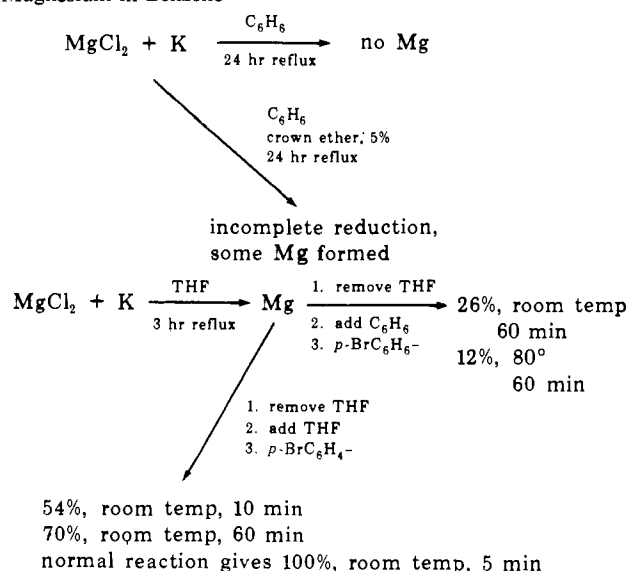 Magnesium in Benzene
C₆H₆
MgCl₂ + K → no Mg
24 hr reflux
C₆H₆
crown ether, 5%
24 hr reflux
incomplete reduction,
some Mg formed
THF
MgCl₂ + K → Mg
3 hr reflux
1. remove THF
2. add C₆H₆
3. p-BrC₆H₆-
26%, room temp
60 min
12%, 80°
60 min
1. remove THF
2. add THF
3. p-BrC₆H₄-
54%, room temp, 10 min
70%, room temp, 60 min
normal reaction gives 100%, room temp, 5 min